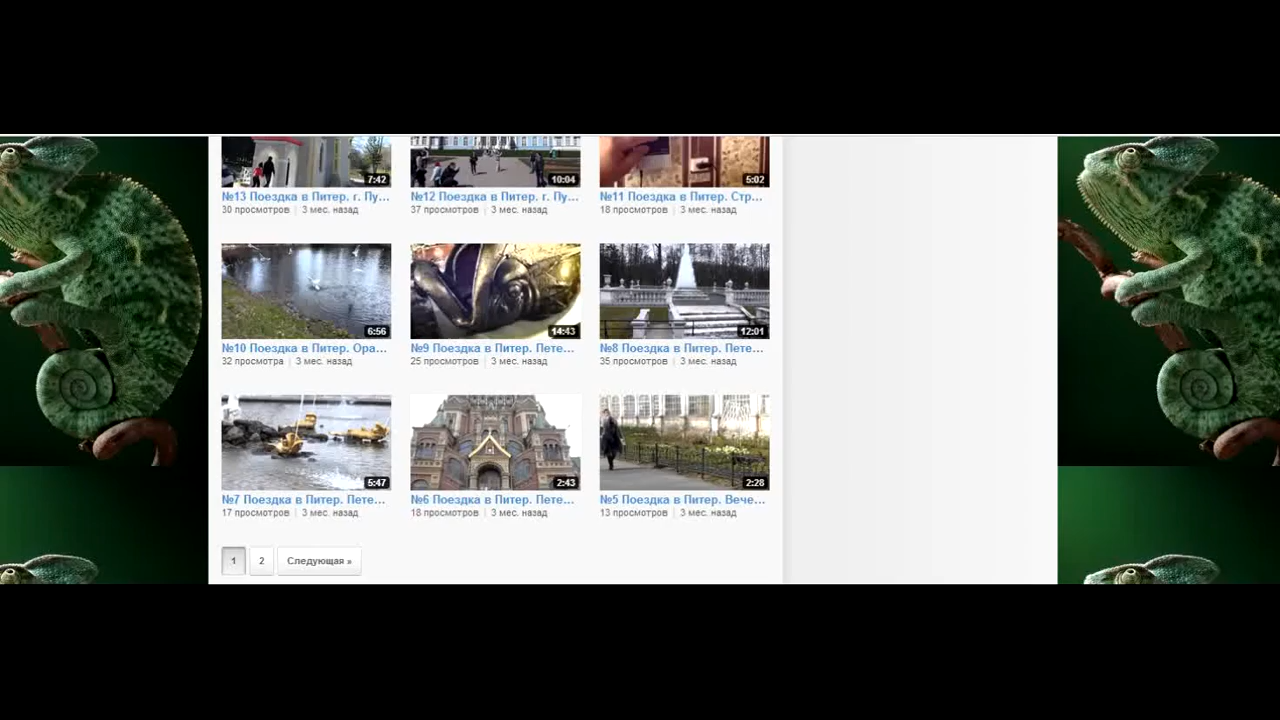 7:42 10:04 5:02
№13 Поездка в Питер. г. Пу... №12 Поездка в Питер. г. Пу... №11 Поездка в Питер. Стр...
30 просмотров | 3 мес. назад 37 просмотров | 3 мес. назад 18 просмотров | 3 мес. назад
6:56 14:43 12:01
№10 Поездка в Питер. Ора... №9 Поездка в Питер. Пете... №8 Поездка в Питер. Пете...
32 просмотра | 3 мес. назад 25 просмотров | 3 мес. назад 35 просмотров | 3 мес. назад
5:47 2:43 2:28
№7 Поездка в Питер. Пете... №6 Поездка в Питер. Пете... №5 Поездка в Питер. Вече...
17 просмотров | 3 мес. назад 18 просмотров | 3 мес. назад 13 просмотров | 3 мес. назад
1 2 Следующая »